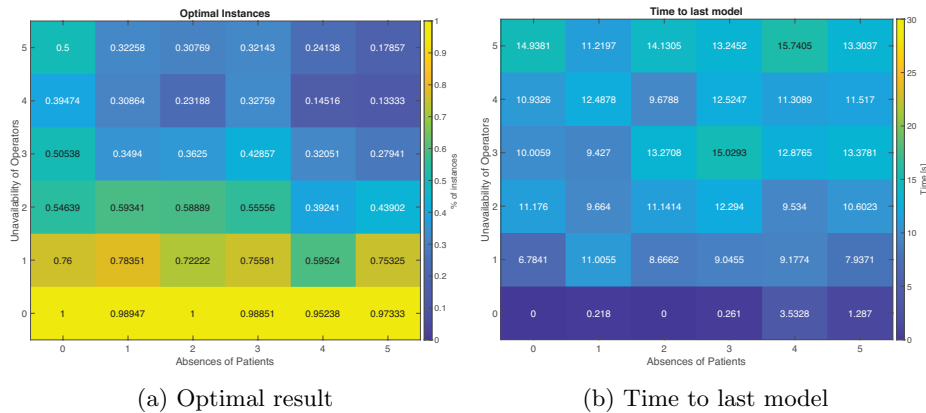 Optimal Instances
Unavailability of Operators
5 0.5 0.32258 0.30769 0.32143 0.24138 0.17857
4 0.39474 0.30864 0.23188 0.32759 0.14516 0.13333
3 0.50538 0.3494 0.3625 0.42857 0.32051 0.27941
2 0.54639 0.59341 0.58889 0.55556 0.39241 0.43902
1 0.76 0.78351 0.72222 0.75581 0.59524 0.75325
0 1 0.98947 1 0.98851 0.95238 0.97333
0 1 2 3 4 5
Absences of Patients
1
0.9
0.8
0.7
0.6
0.5
0.4
0.3
0.2
0.1
0
% of instances
(a) Optimal result
Time to last model
Unavailability of Operators
5 14.9381 11.2197 14.1305 13.2452 15.7405 13.3037
4 10.9326 12.4878 9.6788 12.5247 11.3089 11.517
3 10.0059 9.427 13.2708 15.0293 12.8765 13.3781
2 11.176 9.664 11.1414 12.294 9.534 10.6023
1 6.7841 11.0055 8.6662 9.0455 9.1774 7.9371
0 0 0.218 0 0.261 3.5328 1.287
0 1 2 3 4 5
Absences of Patients
30
25
20
15
10
5
0
Time [s]
(b) Time to last model